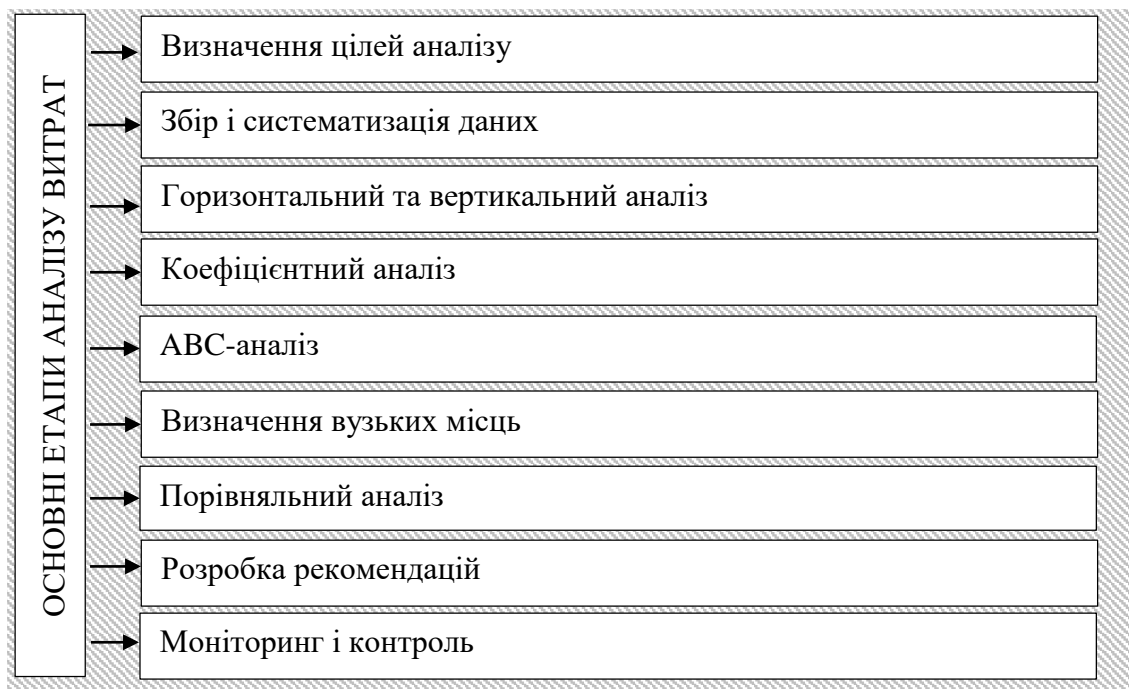 ОСНОВНІ ЕТАПИ АНАЛІЗУ ВИТРАТ
Визначення цілей аналізу
Збір і систематизація даних
Горизонтальний та вертикальний аналіз
Коефіцієнтний аналіз
АВС-аналіз
Визначення вузьких місць
Порівняльний аналіз
Розробка рекомендацій
Моніторинг і контроль